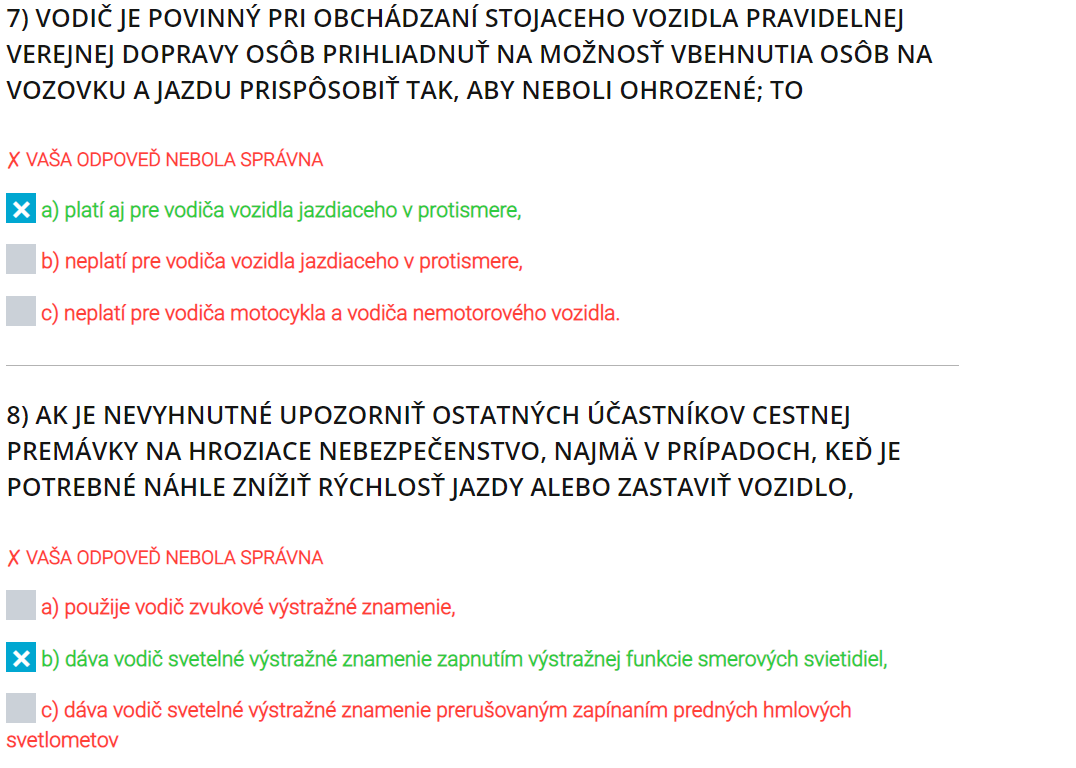 7) VODIČ JE POVINNÝ PRI OBCHÁDZANÍ STOJACEHO VOZIDLA PRAVIDELNEJ
VEREJNEJ DOPRAVY OSÔB PRIHLIADNUŤ NA MOŽNOSŤ VBEHNUTIA OSÔB NA
VOZOVKU A JAZDU PRISPÔSOBIŤ TAK, ABY NEBOLI OHROZENÉ; TO
✗ VAŠA ODPOVEĎ NEBOLA SPRÁVNA
a) platí aj pre vodiča vozidla jazdiaceho v protismere,
b) neplatí pre vodiča vozidla jazdiaceho v protismere,
c) neplatí pre vodiča motocykla a vodiča nemotorového vozidla.
8) AK JE NEVYHNUTNÉ UPOZORNIŤ OSTATNÝCH ÚČASTNÍKOV CESTNEJ
PREMÁVKY NA HROZIACE NEBEZPEČENSTVO, NAJMÄ V PRÍPADOCH, KEĎ JE
POTREBNÉ NÁHLE ZNÍŽIŤ RÝCHLOSŤ JAZDY ALEBO ZASTAVIŤ VOZIDLO,
✗ VAŠA ODPOVEĎ NEBOLA SPRÁVNA
a) použije vodič zvukové výstražné znamenie,
b) dáva vodič svetelné výstražné znamenie zapnutím výstražnej funkcie smerových svietidiel,
c) dáva vodič svetelné výstražné znamenie prerušovaným zapínaním predných hmlových
svetlometov